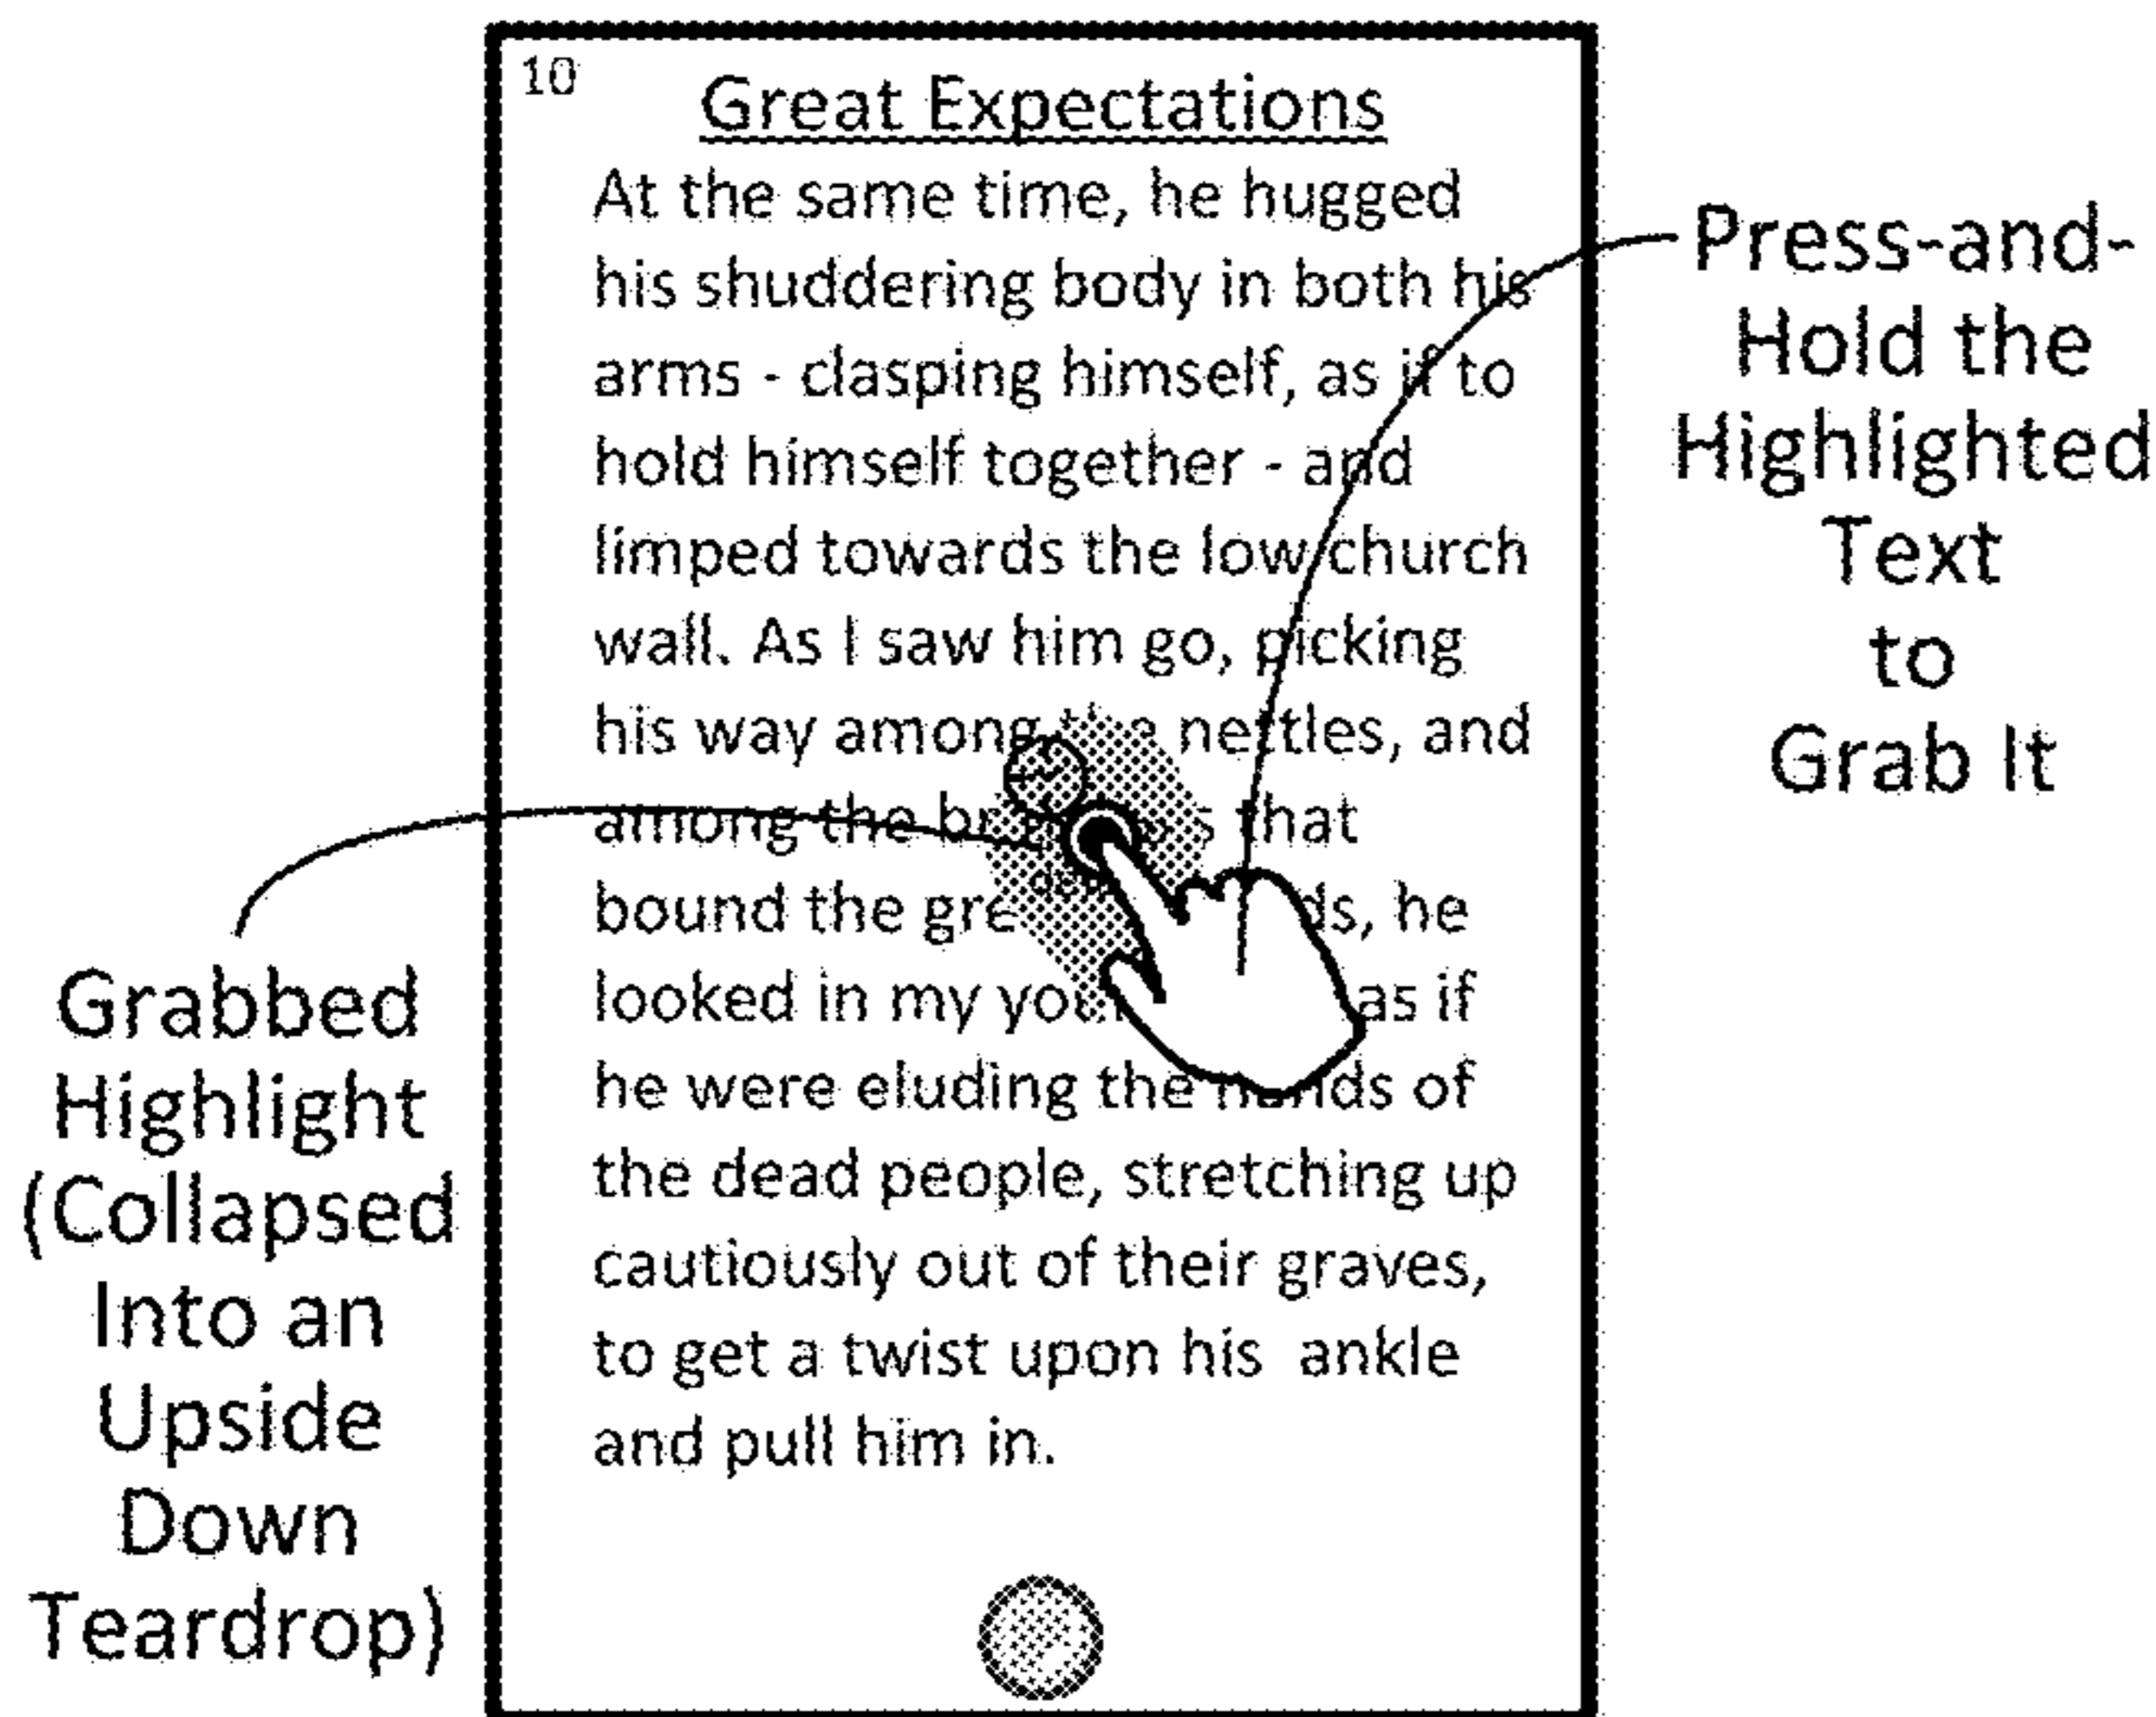 10
Great Expectations
At the same time, he hugged
his shuddering body in both his
arms - clasping himself, as if to
hold himself together - and
limped towards the low church
wall. As I saw him go, picking
his way among the nettles, and
among the that
bound the he
looked in my as if
he were eluding the hands of
the dead people, stretching up
cautiously out of their graves,
to get a twist upon his ankle
and pull him in.
Press-and-
Hold the
Highlighted
Text
to
Grab It
Grabbed
Highlight
(Collapsed
Into an
Upside
Down
Teardrop)